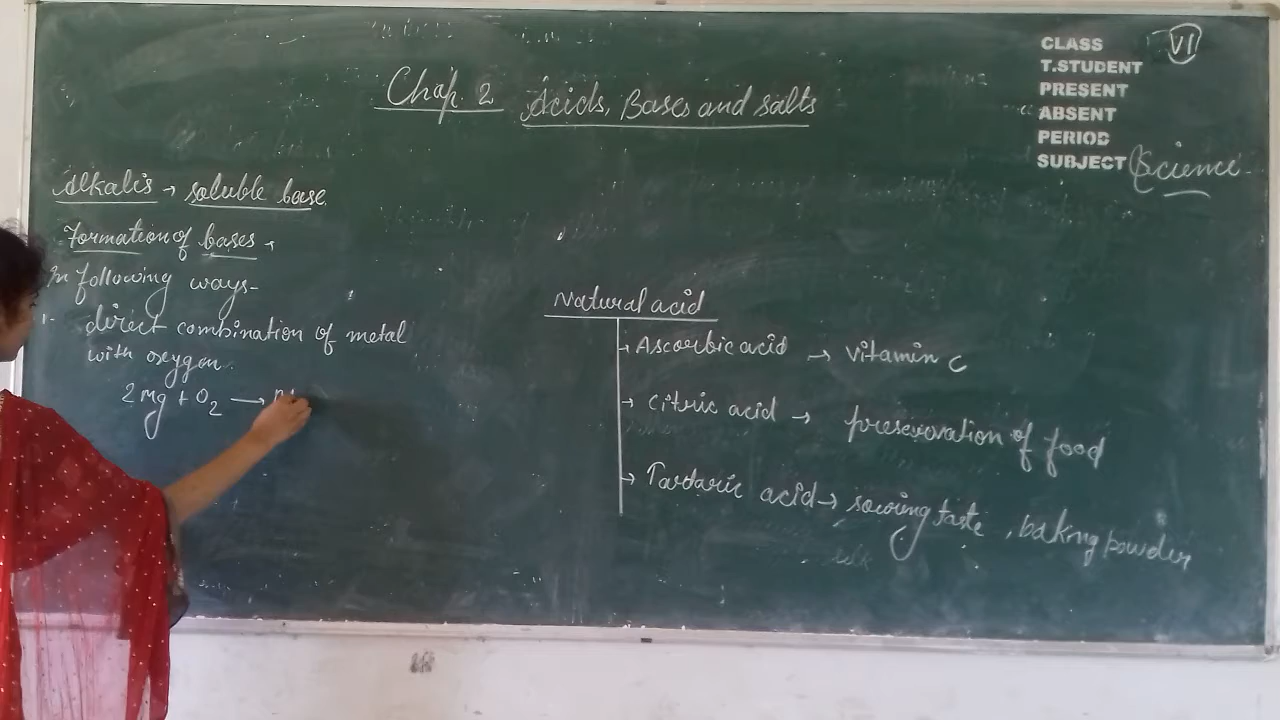 CLASS VI
T.STUDENT
PRESENT
ABSENT
PERIOD
SUBJECT Science
Chap. 2 Acids, Bases and salts
Alkalis → soluble base.
Formation of bases →
In following ways-
1- direct combination of metal
with oxygen.
2 Mg + O2 →
Natural acid
→ Ascorbic acid → vitamin C
→ Citric acid → preservation of food
→ Tartaric acid → souring taste, baking powder